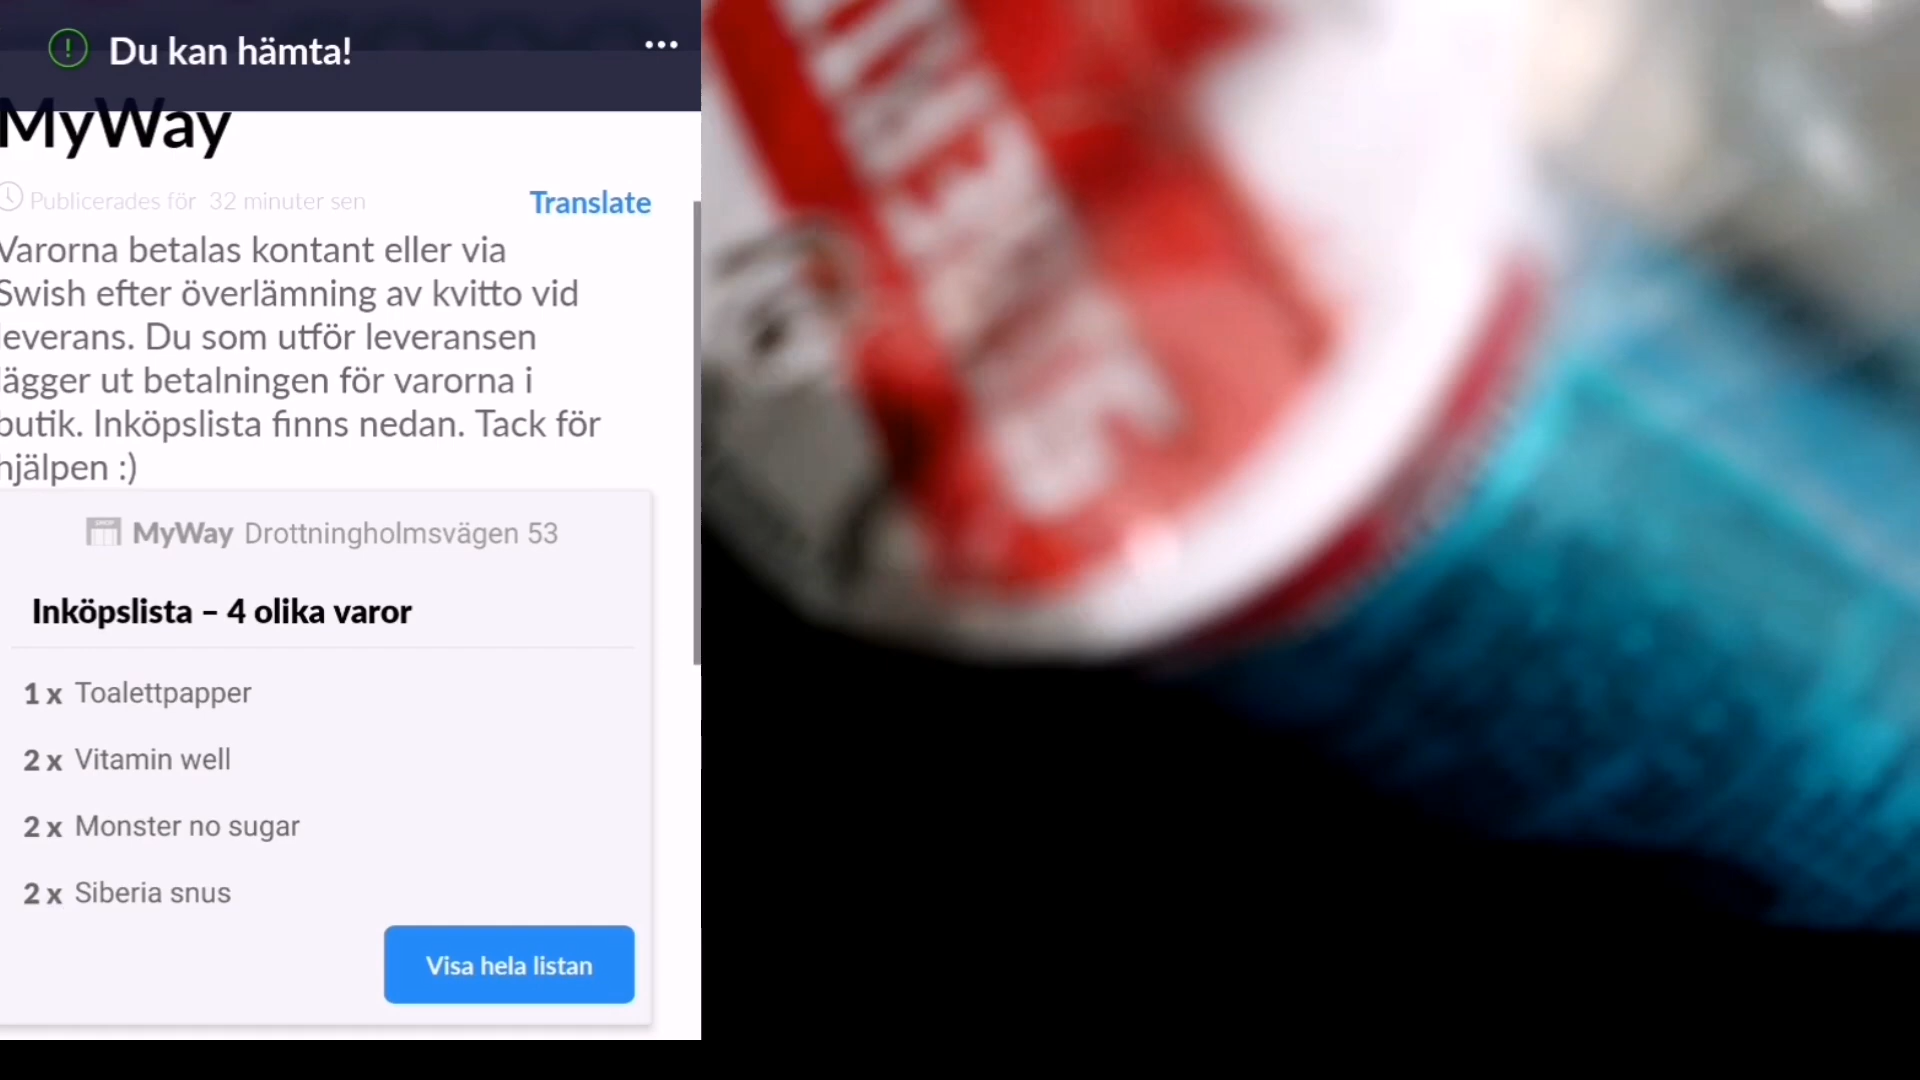 Du kan hämta!
MyWay
Publicerades för 32 minuter sen
Translate
Varorna betalas kontant eller via
Swish efter överlämning av kvitto vid
leverans. Du som utför leveransen
lägger ut betalningen för varorna i
butik. Inköpslista finns nedan. Tack för
hjälpen :)
MyWay Drottningholmsvägen 53
Inköpslista – 4 olika varor
1 x Toalettpapper
2 x Vitamin well
2 x Monster no sugar
2 x Siberia snus
Visa hela listan